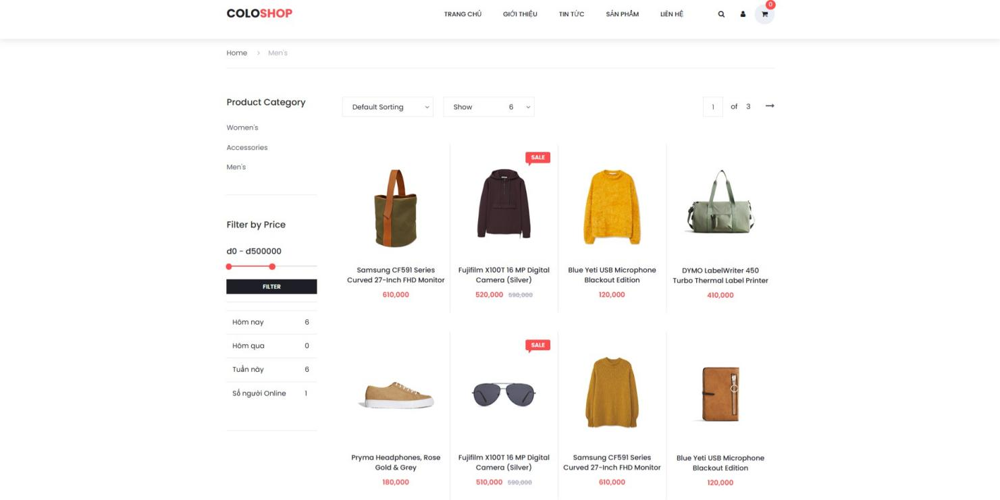 COLOSHOP
TRANG CHỦ
GIỚI THIỆU
TIN TỨC
SẢN PHẨM
LIÊN HỆ
0
Home > Men's
Product Category
Women's
Accessories
Men's
Filter by Price
đ0 - đ500000
FILTER
Hôm nay 6
Hôm qua 0
Tuần này 6
Số người Online 1
Default Sorting
Show 6
1 of 3
Samsung CF591 Series
Curved 27-Inch FHD Monitor
610,000
SALE
Fujifilm X100T 16 MP Digital
Camera (Silver)
520,000 590,000
Blue Yeti USB Microphone
Blackout Edition
120,000
DYMO LabelWriter 450
Turbo Thermal Label Printer
410,000
Pryma Headphones, Rose
Gold & Grey
180,000
SALE
Fujifilm X100T 16 MP Digital
Camera (Silver)
510,000 590,000
Samsung CF591 Series
Curved 27-Inch FHD Monitor
610,000
Blue Yeti USB Microphone
Blackout Edition
120,000